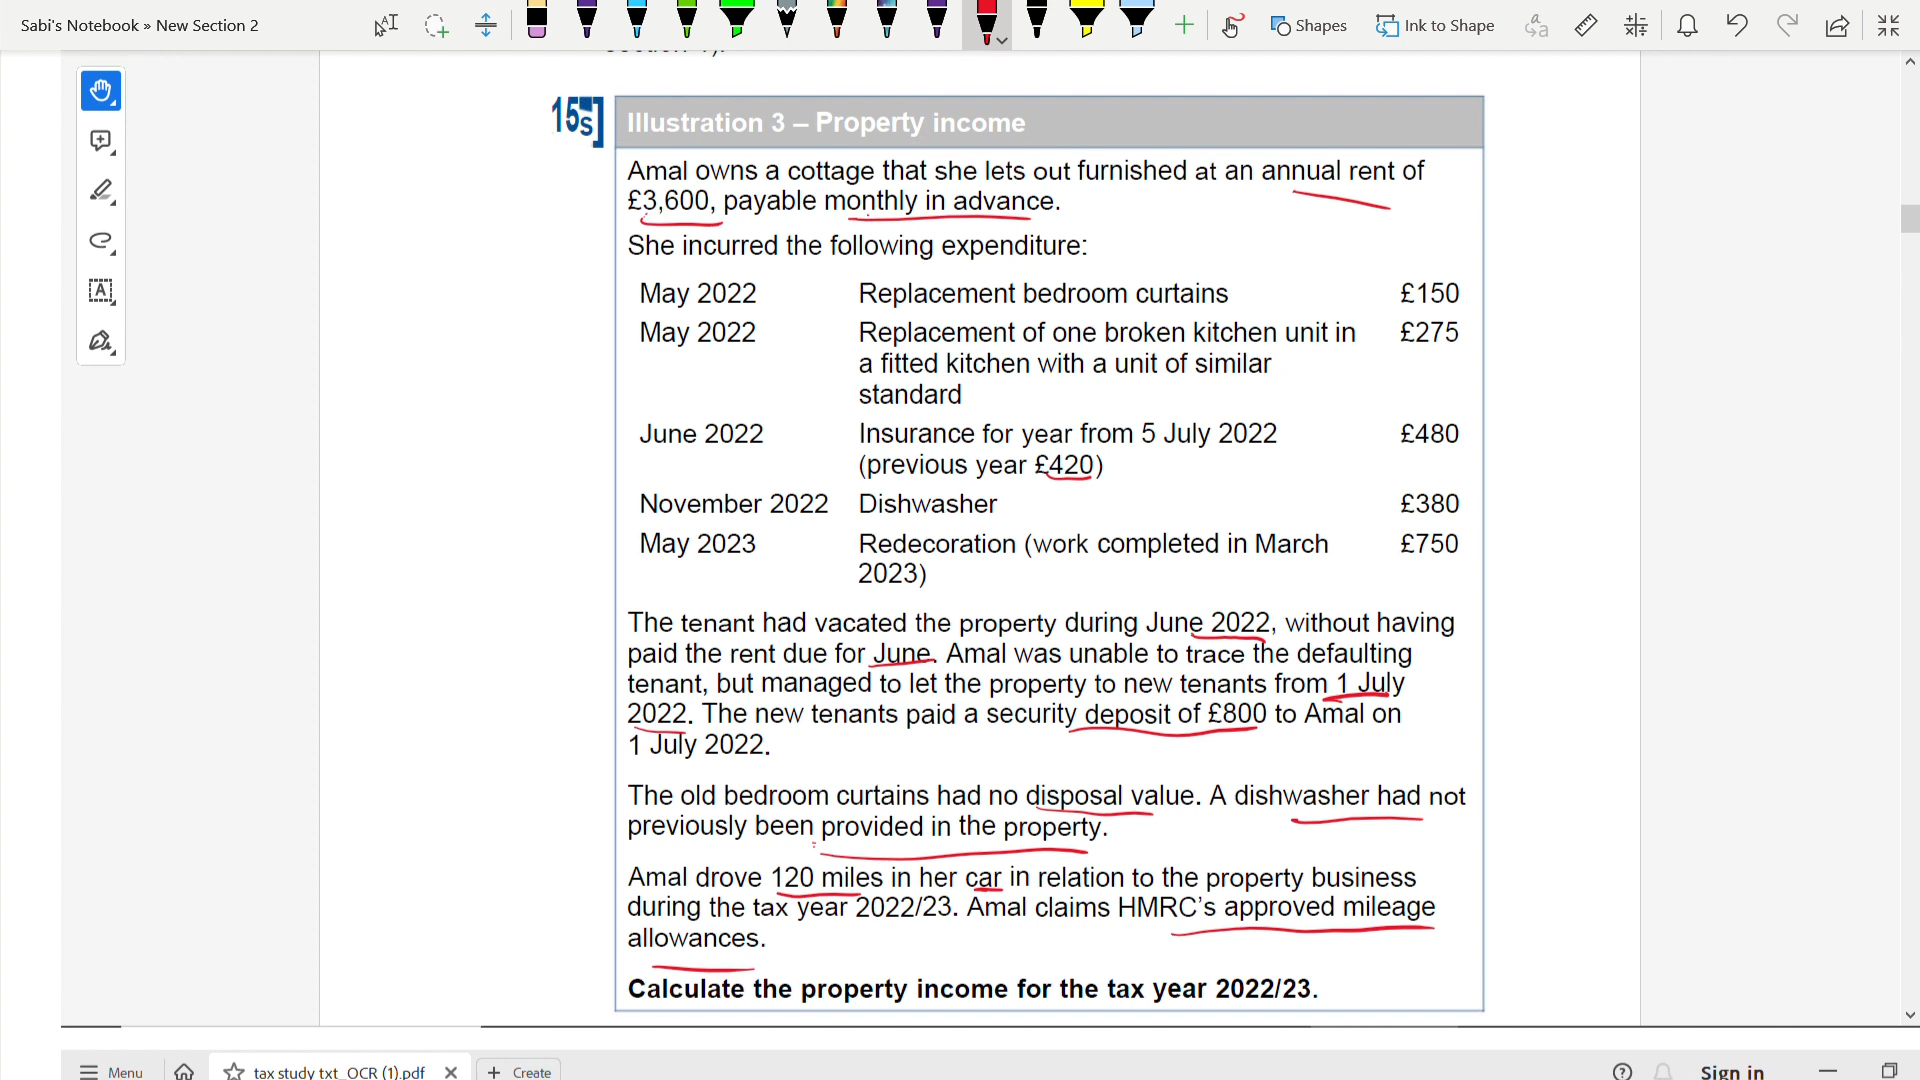 Sabi's Notebook » New Section 2
Shapes
Ink to Shape
15s]
Illustration 3 – Property income
Amal owns a cottage that she lets out furnished at an annual rent of
£3,600, payable monthly in advance.
She incurred the following expenditure:
May 2022 Replacement bedroom curtains £150
May 2022 Replacement of one broken kitchen unit in £275
a fitted kitchen with a unit of similar
standard
June 2022 Insurance for year from 5 July 2022 £480
(previous year £420)
November 2022 Dishwasher £380
May 2023 Redecoration (work completed in March £750
2023)
The tenant had vacated the property during June 2022, without having
paid the rent due for June. Amal was unable to trace the defaulting
tenant, but managed to let the property to new tenants from 1 July
2022. The new tenants paid a security deposit of £800 to Amal on
1 July 2022.
The old bedroom curtains had no disposal value. A dishwasher had not
previously been provided in the property.
Amal drove 120 miles in her car in relation to the property business
during the tax year 2022/23. Amal claims HMRC's approved mileage
allowances.
Calculate the property income for the tax year 2022/23.
Menu
tax study txt_OCR (1).pdf
Create
Sign in